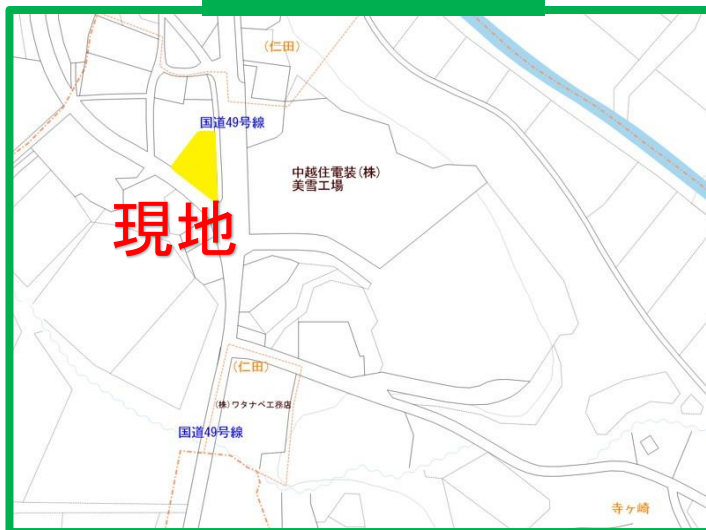 (仁田)
国道49号線
中越住電装(株)
美雪工場
現地
(仁田)
(株)ワタナベ工務店
国道49号線
寺ヶ崎